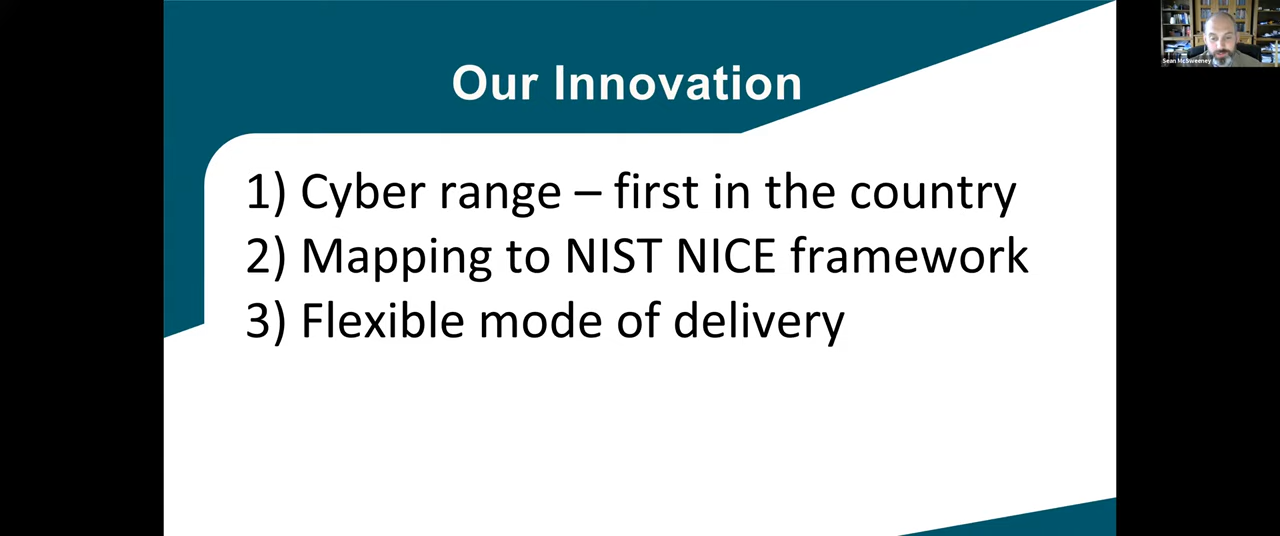 Our Innovation
1) Cyber range – first in the country
2) Mapping to NIST NICE framework
3) Flexible mode of delivery
Sean McSweeney